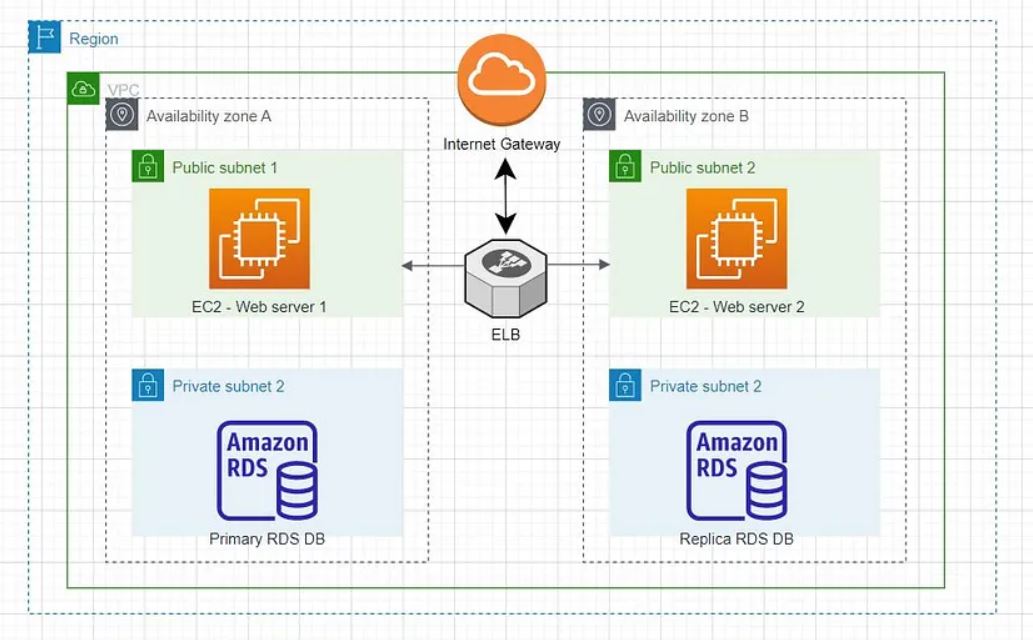 Region
VPC
Availability zone A
Internet Gateway
Availability zone B
Public subnet 1
EC2 - Web server 1
Public subnet 2
EC2 - Web server 2
ELB
Private subnet 2
Amazon
RDS
Primary RDS DB
Private subnet 2
Amazon
RDS
Replica RDS DB